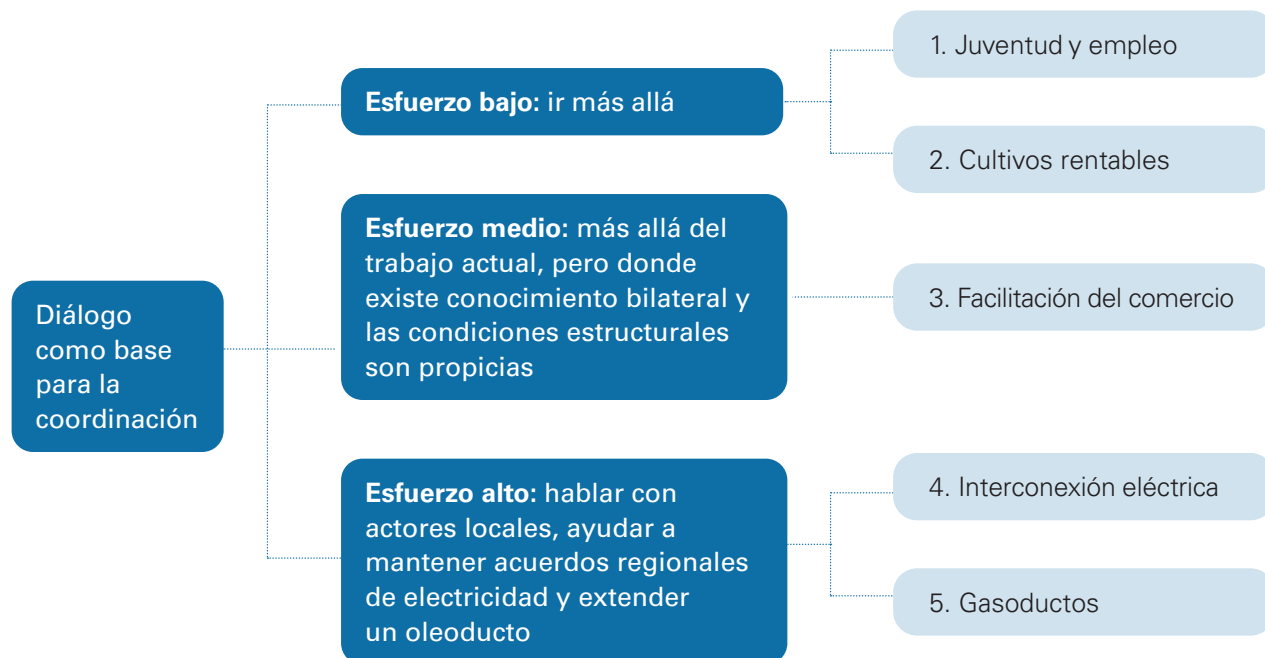 Diálogo
como base
para la
coordinación
Esfuerzo bajo: ir más allá
1. Juventud y empleo
2. Cultivos rentables
Esfuerzo medio: más allá del
trabajo actual, pero donde
existe conocimiento bilateral y
las condiciones estructurales
son propicias
3. Facilitación del comercio
Esfuerzo alto: hablar con
actores locales, ayudar a
mantener acuerdos regionales
de electricidad y extender
un oleoducto
4. Interconexión eléctrica
5. Gasoductos